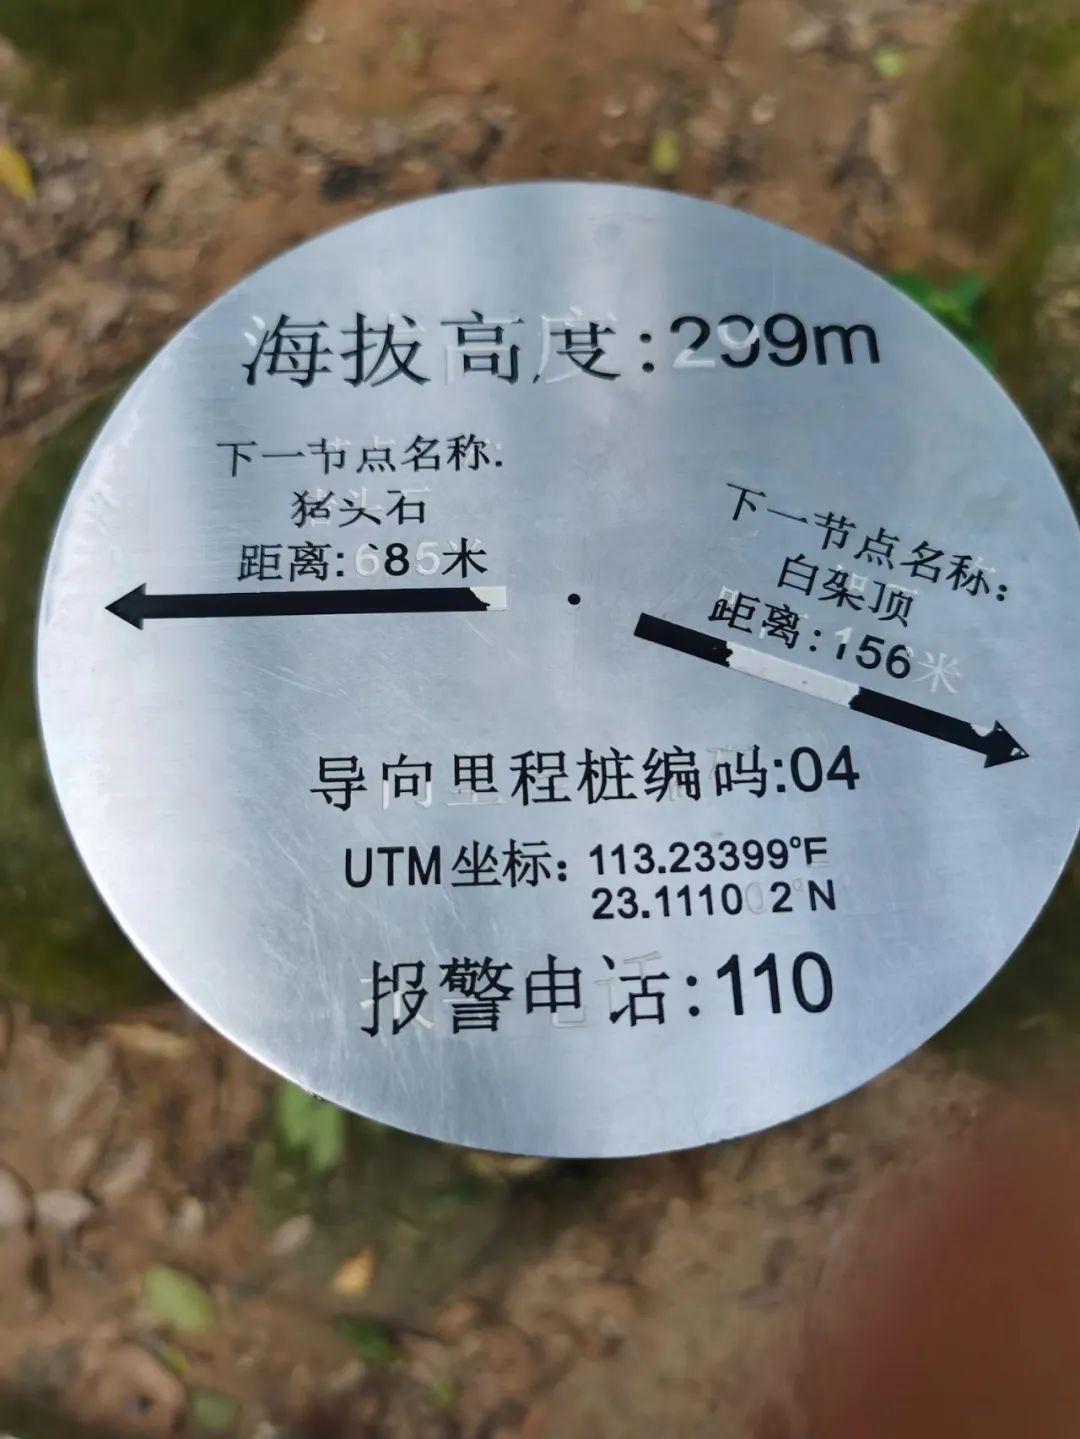 海拔高度:299m
下一节点名称:
猪头石
距离:685米
下一节点名称:
白架顶
距离:156米
导向里程桩编码:04
UTM坐标: 113.23399°E
23.111002°N
报警电话:110